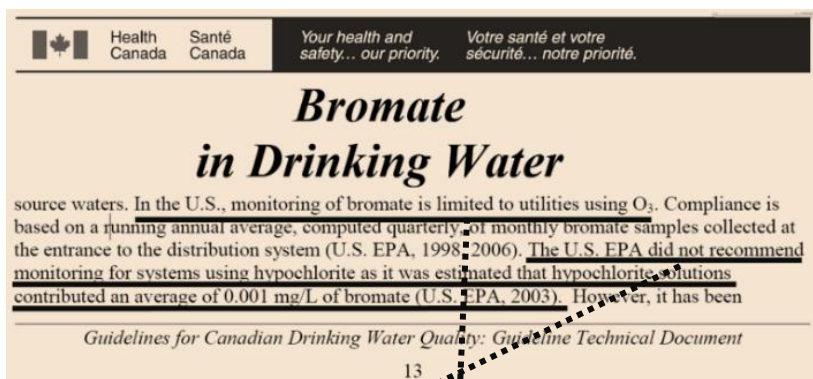 Health Canada
Santé Canada
Your health and safety... our priority.
Votre santé et votre sécurité... notre priorité.
Bromate
in Drinking Water
source waters. In the U.S., monitoring of bromate is limited to utilities using O₃. Compliance is
based on a running annual average, computed quarterly, of monthly bromate samples collected at
the entrance to the distribution system (U.S. EPA, 1998, 2006). The U.S. EPA did not recommend
monitoring for systems using hypochlorite as it was estimated that hypochlorite solutions
contributed an average of 0.001 mg/L of bromate (U.S. EPA, 2003). However, it has been
Guidelines for Canadian Drinking Water Quality: Guideline Technical Document
13